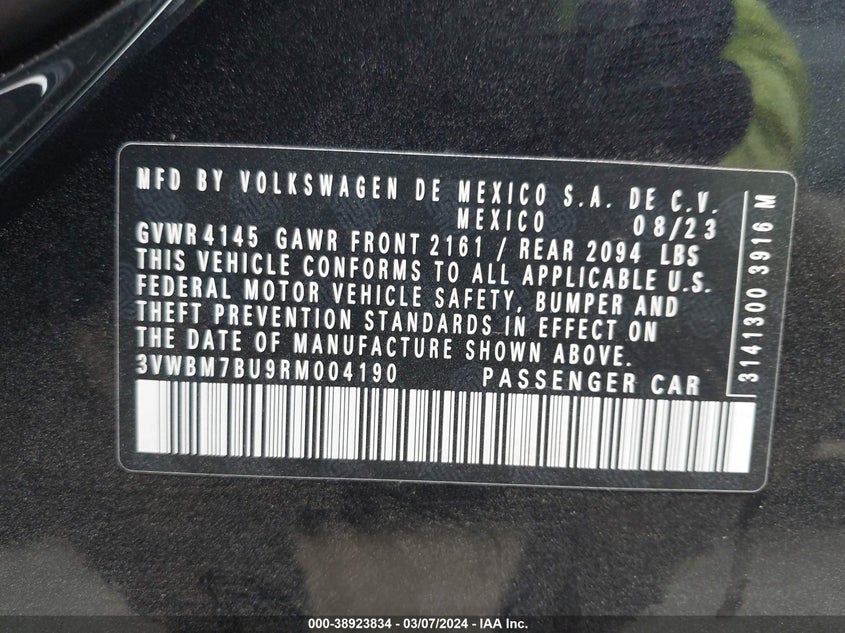 MFD BY VOLKSWAGEN DE MEXICO S.A. DE C.V.
MEXICO 08/23
GVWR 4145 GAWR FRONT 2161 / REAR 2094 LBS
THIS VEHICLE CONFORMS TO ALL APPLICABLE U.S.
FEDERAL MOTOR VEHICLE SAFETY, BUMPER AND
THEFT PREVENTION STANDARDS IN EFFECT ON
THE DATE OF MANUFACTURE SHOWN ABOVE.
3VWBM7BU9RM004190 PASSENGER CAR
3141300 3916 M
000-38923834 / 03/07/2024 - IAA Inc.